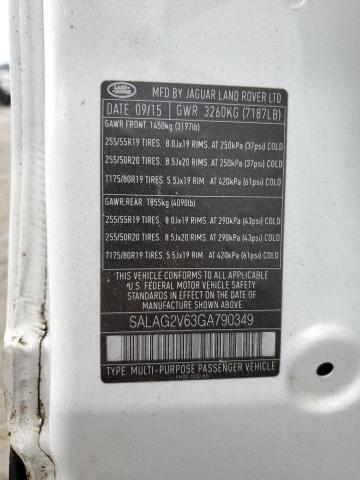 LAND ROVER
MFD BY JAGUAR LAND ROVER LTD
DATE 09/15 GWR. 3260KG (7187LB)
GAWR FRONT. 1450kg (3197lb)
255/55R19 TIRES. 8.0Jx19 RIMS. AT 250kPa (37psi) COLD
255/50R20 TIRES. 8.5Jx20 RIMS. AT 250kPa (37psi) COLD
T175/80R19 TIRES. 5.5Jx19 RIM. AT 420kPa (61psi) COLD
GAWR.REAR. 1855kg (4090lb)
255/55R19 TIRES. 8.0Jx19 RIMS. AT 290kPa (43psi) COLD
255/50R20 TIRES. 8.5Jx20 RIMS. AT 290kPa (43psi) COLD
T175/80R19 TIRES. 5.5Jx19 RIM. AT 420kPa (61psi) COLD
THIS VEHICLE CONFORMS TO ALL APPLICABLE
*U.S. FEDERAL MOTOR VEHICLE SAFETY STANDARDS
IN EFFECT ON THE DATE OF MANUFACTURE
SHOWN ABOVE
SALAG2V63GA790349
TYPE: MULTI-PURPOSE PASSENGER VEHICLE